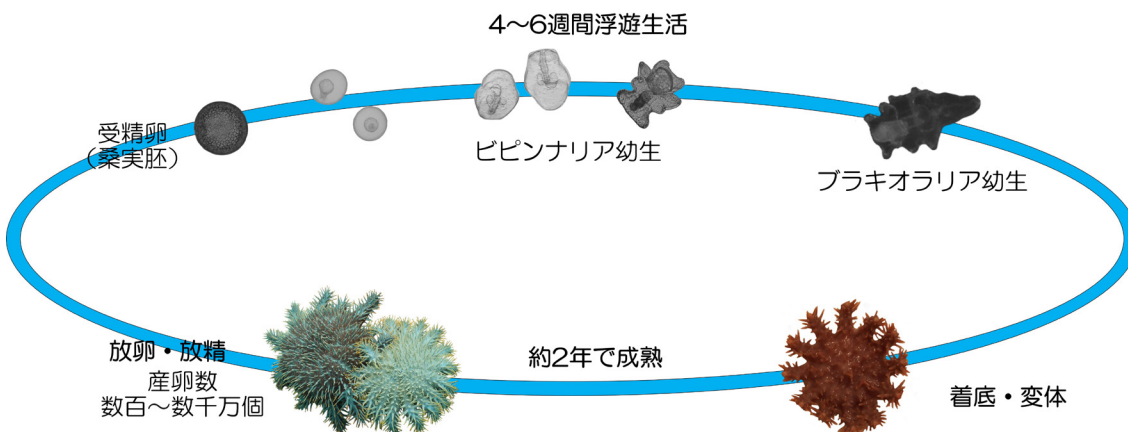 4～6週間浮遊生活
受精卵
（桑実胚）
ビピンナリア幼生
ブラキオラリア幼生
放卵・放精
産卵数
数百～数千万個
約2年で成熟
着底・変体